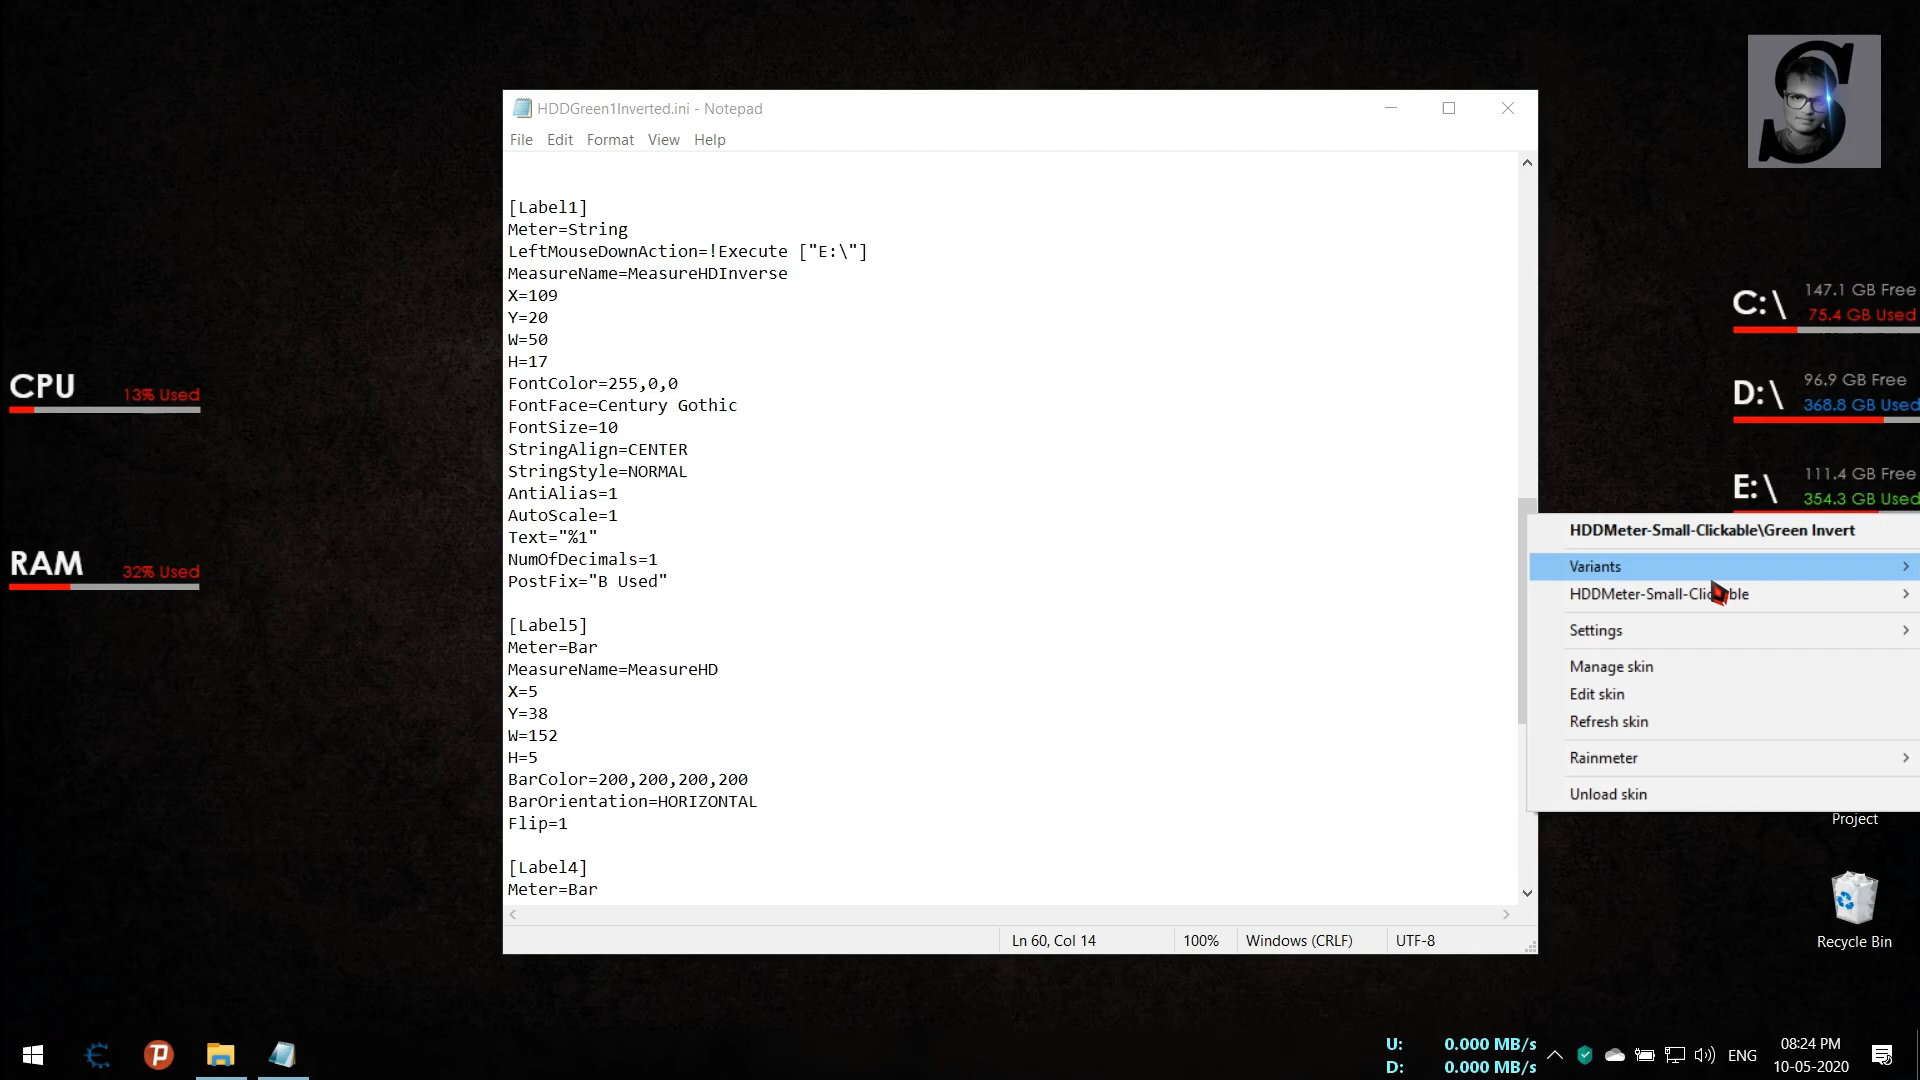 HDDGreen1Inverted.ini - Notepad
File Edit Format View Help
[Label1]
Meter=String
LeftMouseDownAction=!Execute ["E:\"]
MeasureName=MeasureHDInverse
X=109
Y=20
W=50
H=17
FontColor=255,0,0
FontFace=Century Gothic
FontSize=10
StringAlign=CENTER
StringStyle=NORMAL
AntiAlias=1
AutoScale=1
Text="%1"
NumOfDecimals=1
PostFix="B Used"
[Label5]
Meter=Bar
MeasureName=MeasureHD
X=5
Y=38
W=152
H=5
BarColor=200,200,200,200
BarOrientation=HORIZONTAL
Flip=1
[Label4]
Meter=Bar
Ln 60, Col 14
100%
Windows (CRLF)
UTF-8
CPU
13% Used
RAM
32% Used
S
C:\
147.1 GB Free
75.4 GB Used
D:\
96.9 GB Free
368.8 GB Used
E:\
111.4 GB Free
354.3 GB Used
HDDMeter-Small-Clickable\Green Invert
Variants
HDDMeter-Small-Clickable
Settings
Manage skin
Edit skin
Refresh skin
Rainmeter
Unload skin
Project
Recycle Bin
U: 0.000 MB/s
D: 0.000 MB/s
ENG
08:24 PM
10-05-2020